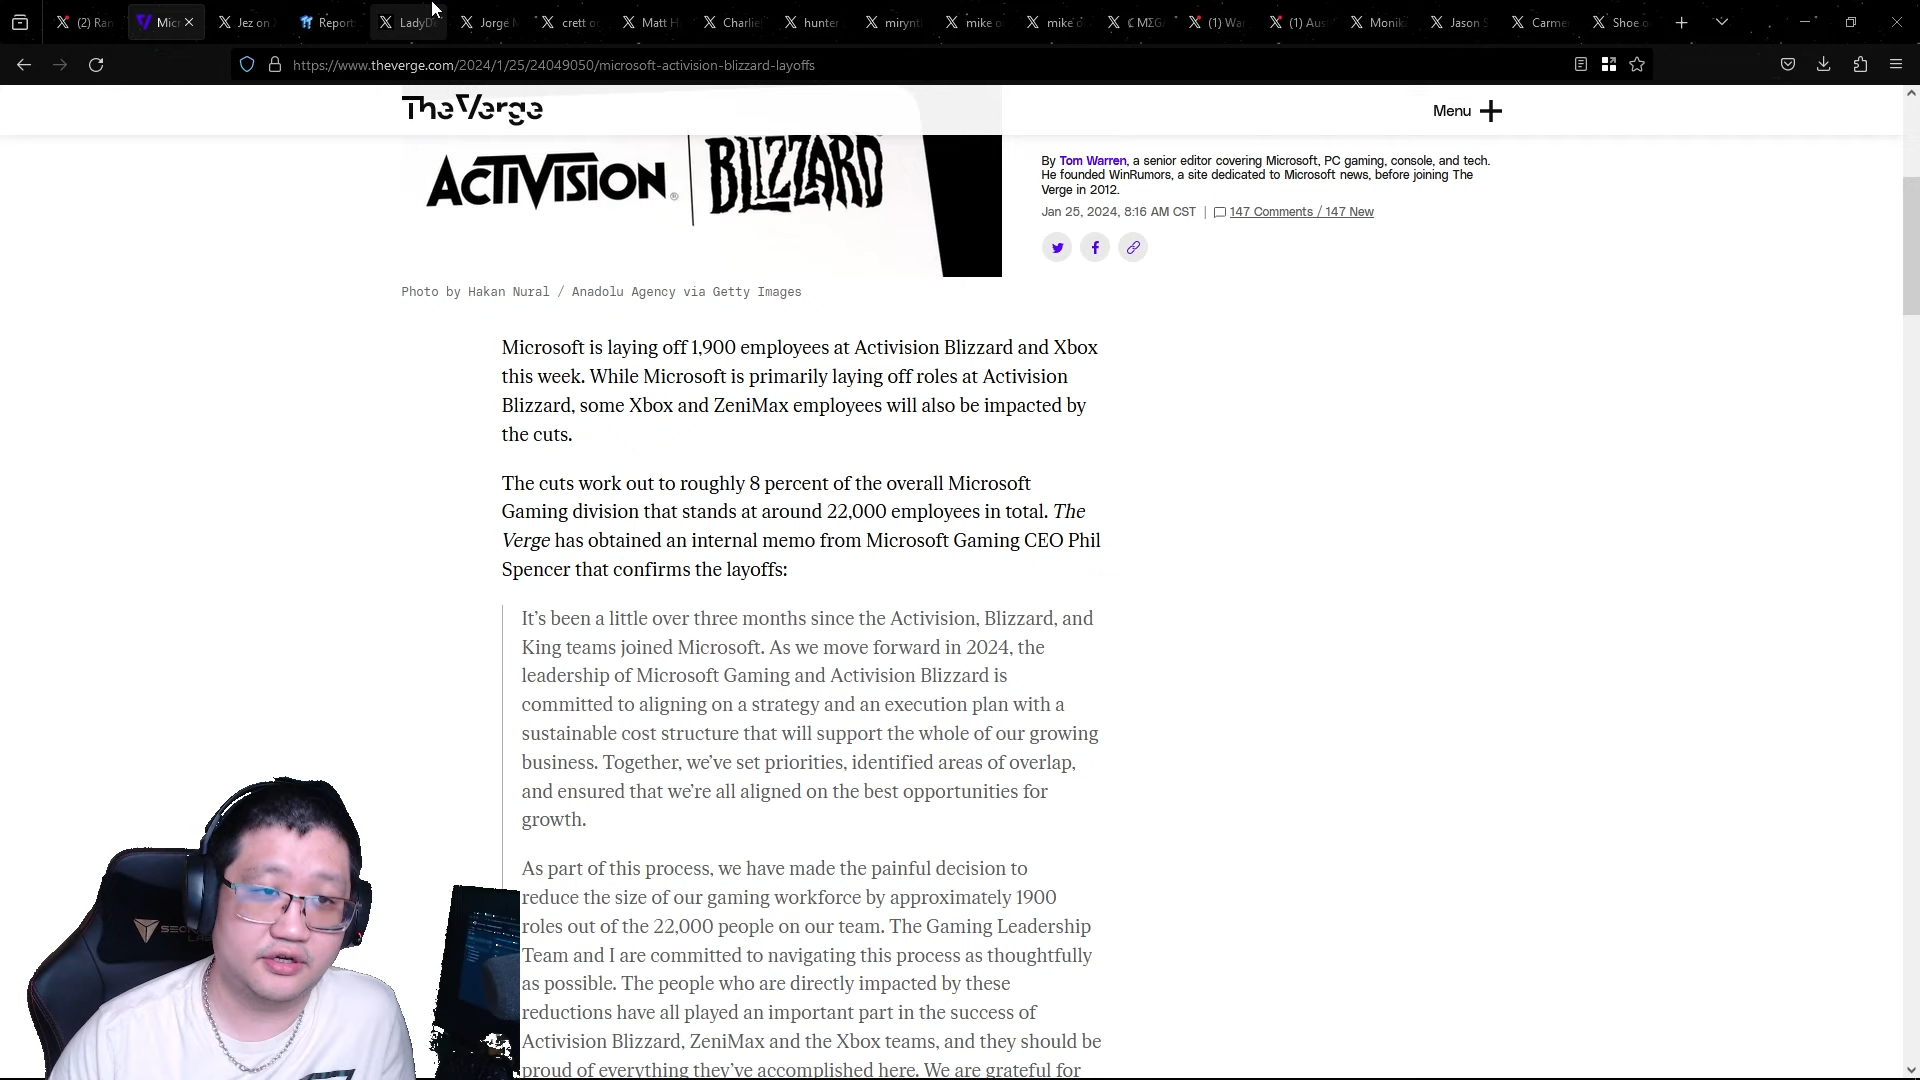 (2) Ran
Micr
Jez on
Report
LadyD
Jorge M
crett o
Matt H
Charlie
hunter
mirynt
mike o
mike o
(1) Wa
(1) Aus
Monik
Jason S
Carme
Shoe o
https://www.theverge.com/2024/1/25/24049050/microsoft-activision-blizzard-layoffs
The Verge
Menu
ACTIVISION® | BLIZZARD
By Tom Warren, a senior editor covering Microsoft, PC gaming, console, and tech.
He founded WinRumors, a site dedicated to Microsoft news, before joining The
Verge in 2012.
Jan 25, 2024, 8:16 AM CST | 147 Comments / 147 New
Photo by Hakan Nural / Anadolu Agency via Getty Images
Microsoft is laying off 1,900 employees at Activision Blizzard and Xbox
this week. While Microsoft is primarily laying off roles at Activision
Blizzard, some Xbox and ZeniMax employees will also be impacted by
the cuts.
The cuts work out to roughly 8 percent of the overall Microsoft
Gaming division that stands at around 22,000 employees in total. The
Verge has obtained an internal memo from Microsoft Gaming CEO Phil
Spencer that confirms the layoffs:
It's been a little over three months since the Activision, Blizzard, and
King teams joined Microsoft. As we move forward in 2024, the
leadership of Microsoft Gaming and Activision Blizzard is
committed to aligning on a strategy and an execution plan with a
sustainable cost structure that will support the whole of our growing
business. Together, we've set priorities, identified areas of overlap,
and ensured that we're all aligned on the best opportunities for
growth.
As part of this process, we have made the painful decision to
reduce the size of our gaming workforce by approximately 1900
roles out of the 22,000 people on our team. The Gaming Leadership
Team and I are committed to navigating this process as thoughtfully
as possible. The people who are directly impacted by these
reductions have all played an important part in the success of
Activision Blizzard, ZeniMax and the Xbox teams, and they should be
proud of everything they've accomplished here. We are grateful for